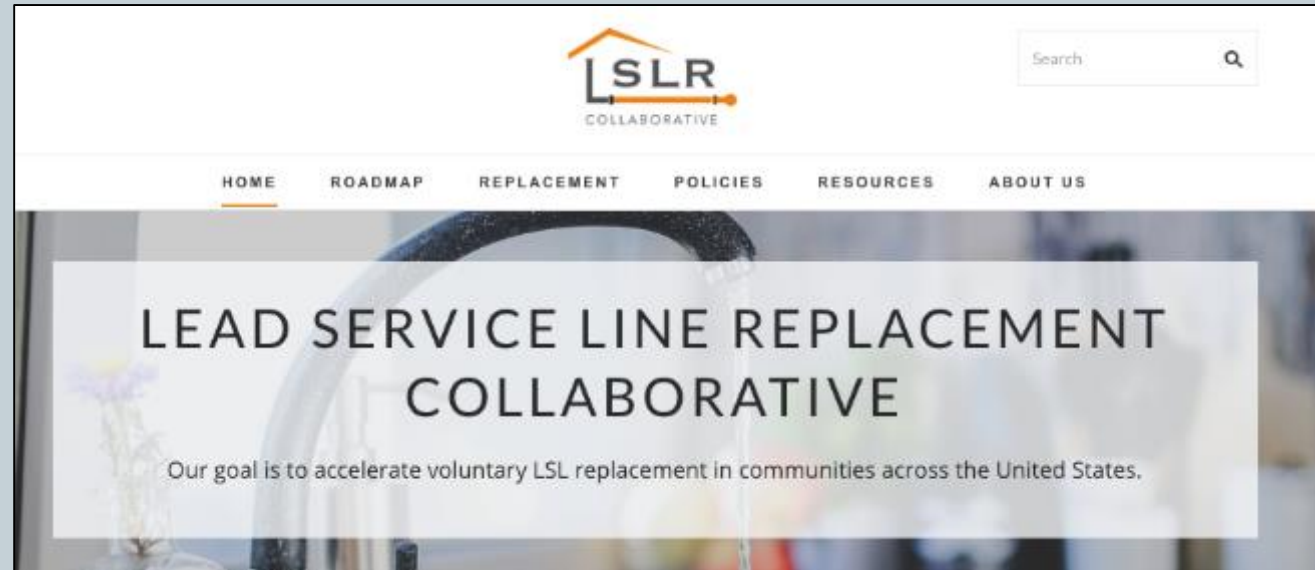 LSLR
COLLABORATIVE
Search
HOME ROADMAP REPLACEMENT POLICIES RESOURCES ABOUT US
LEAD SERVICE LINE REPLACEMENT
COLLABORATIVE
Our goal is to accelerate voluntary LSL replacement in communities across the United States.